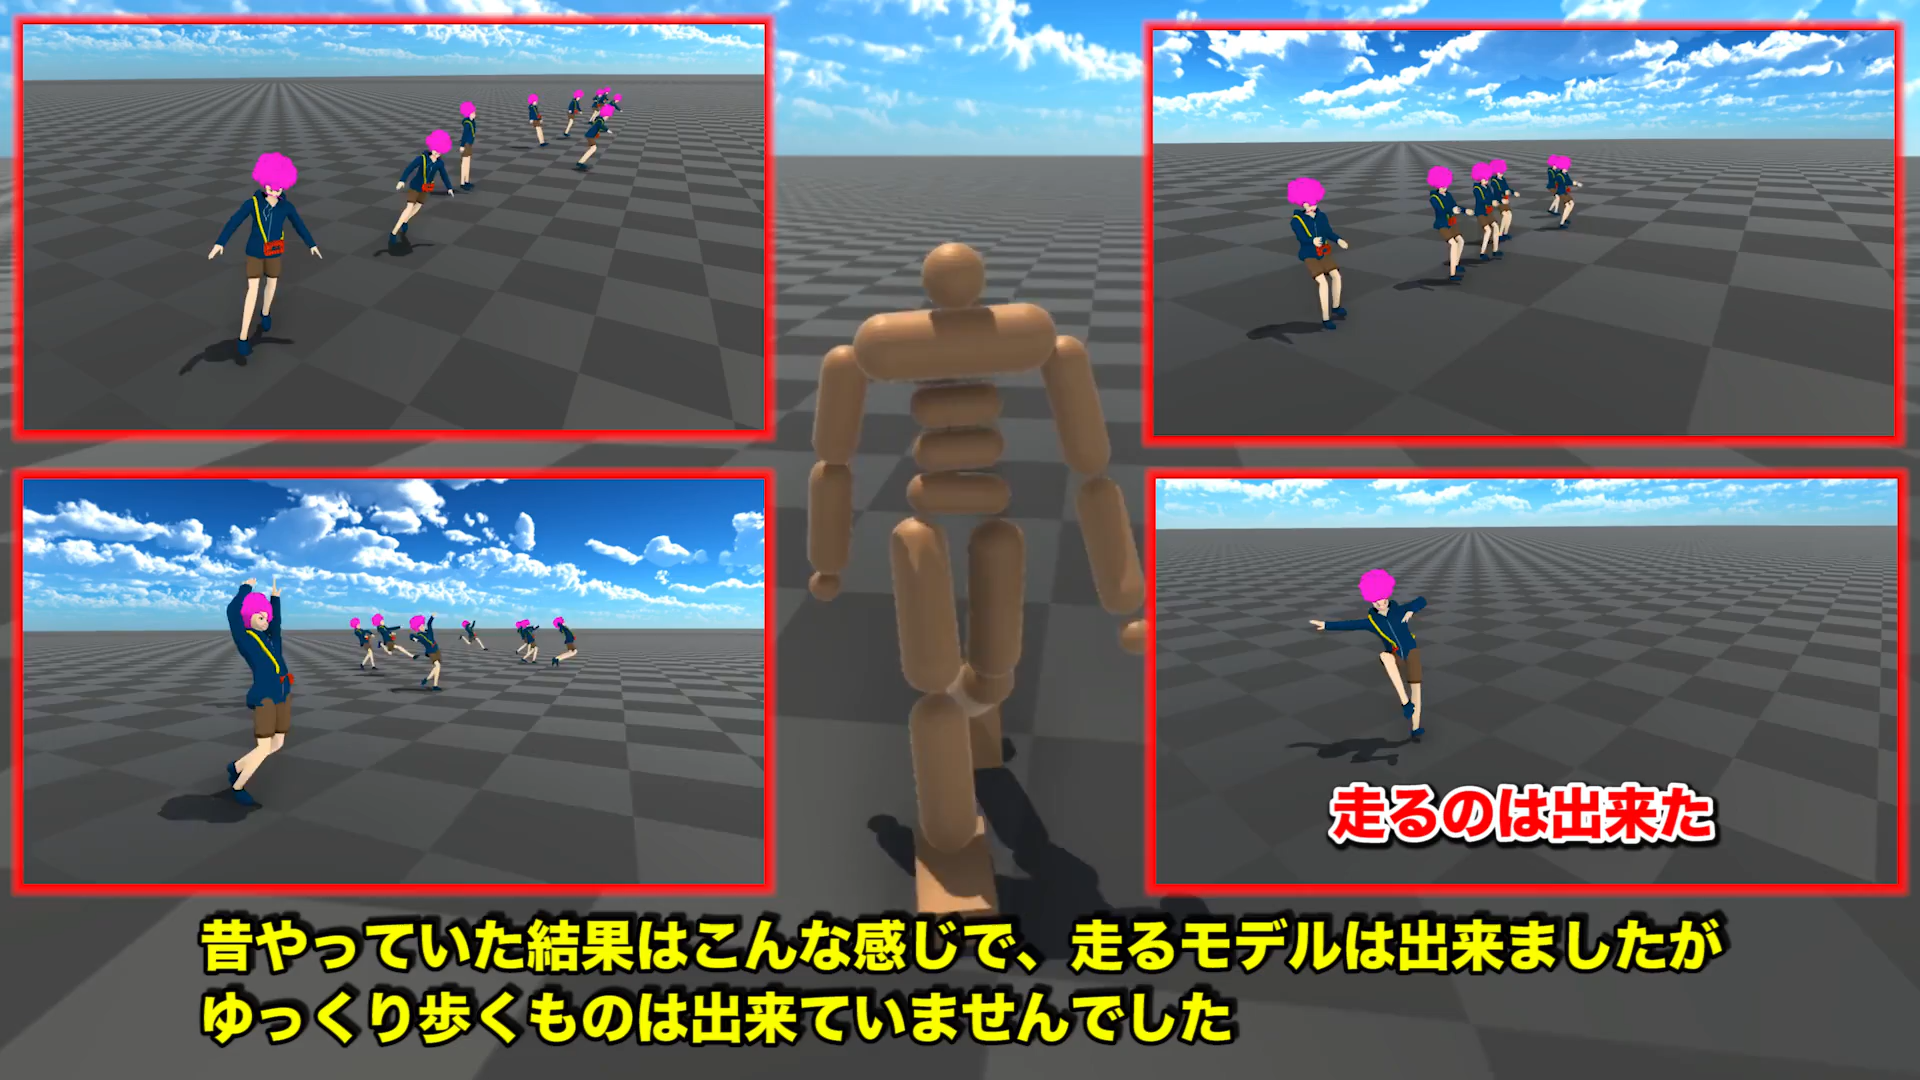 走るのは出来た
昔やっていた結果はこんな感じで、走るモデルは出来ましたが
ゆっくり歩くものは出来ていませんでした